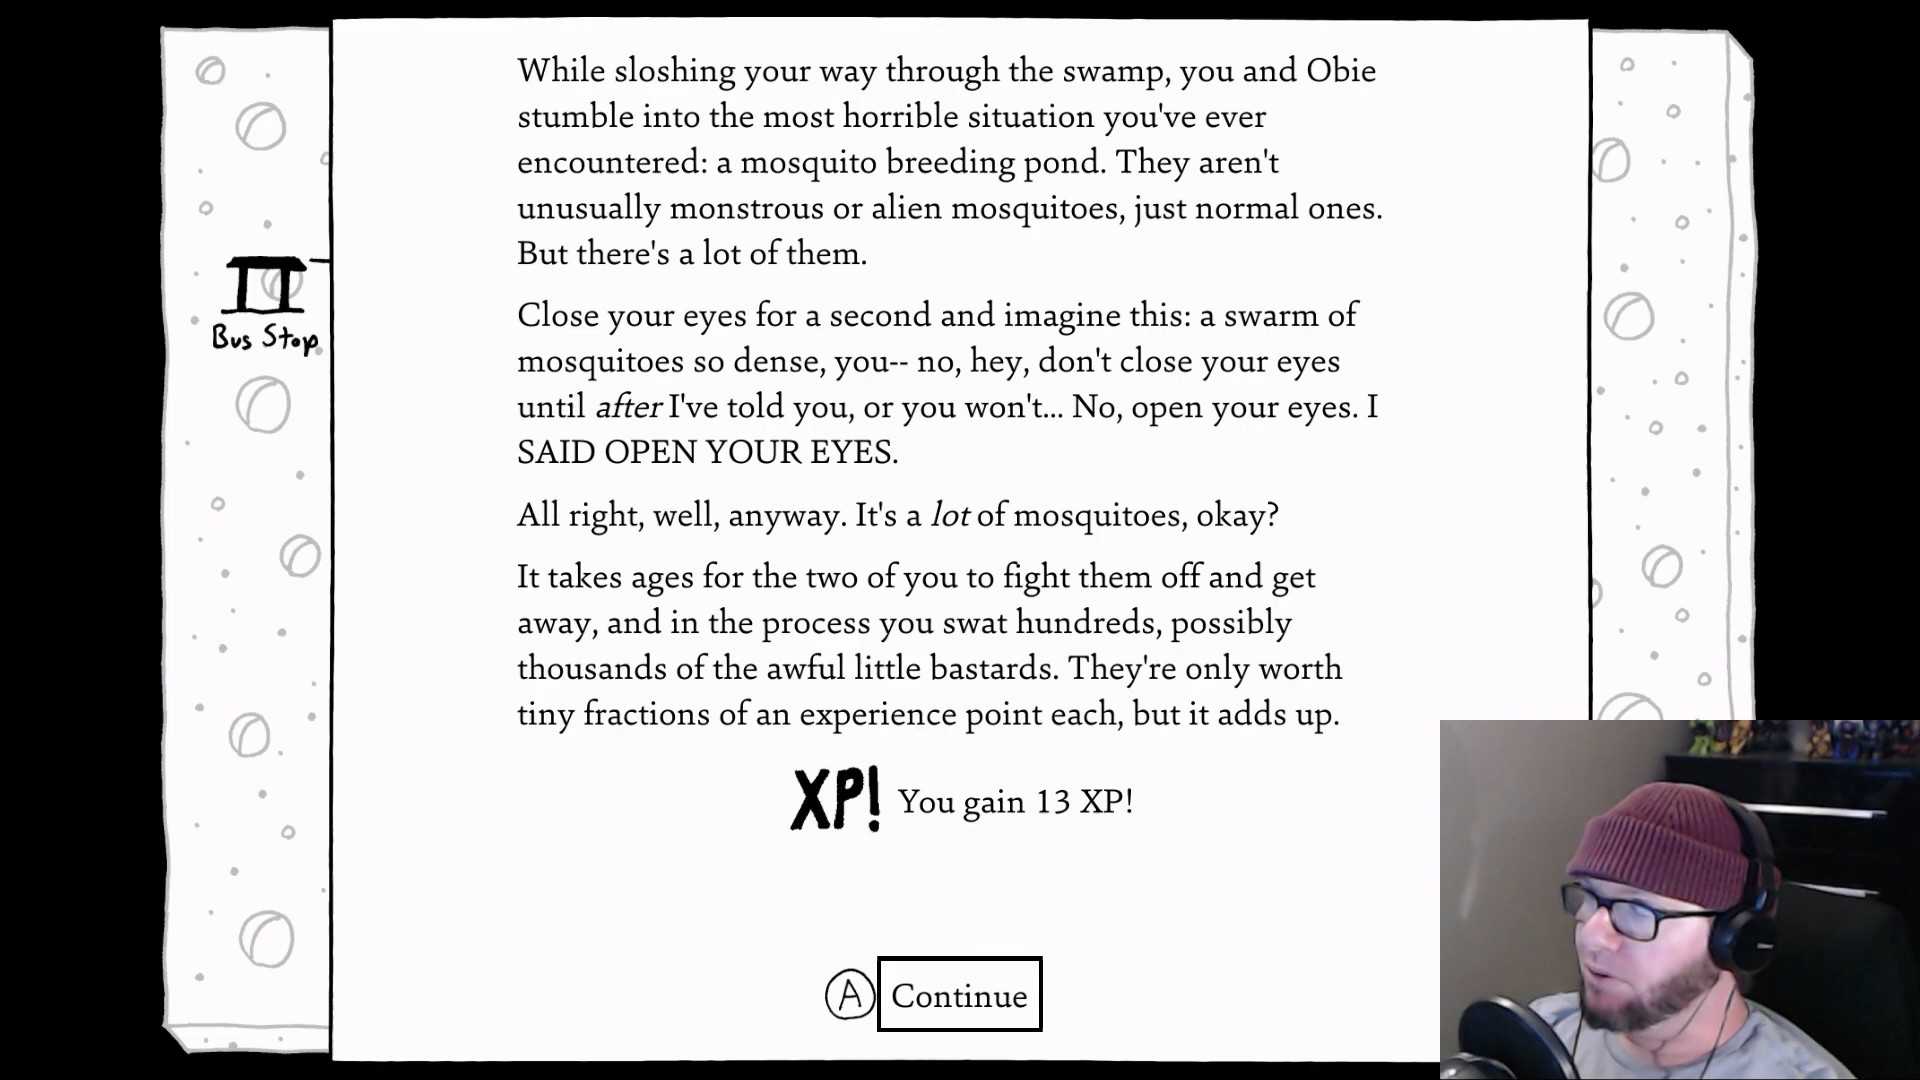 While sloshing your way through the swamp, you and Obie
stumble into the most horrible situation you've ever
encountered: a mosquito breeding pond. They aren't
unusually monstrous or alien mosquitoes, just normal ones.
But there's a lot of them.
Close your eyes for a second and imagine this: a swarm of
mosquitoes so dense, you-- no, hey, don't close your eyes
until after I've told you, or you won't... No, open your eyes. I
SAID OPEN YOUR EYES.
All right, well, anyway. It's a lot of mosquitoes, okay?
It takes ages for the two of you to fight them off and get
away, and in the process you swat hundreds, possibly
thousands of the awful little bastards. They're only worth
tiny fractions of an experience point each, but it adds up.
XP! You gain 13 XP!
A Continue
Bus Stop